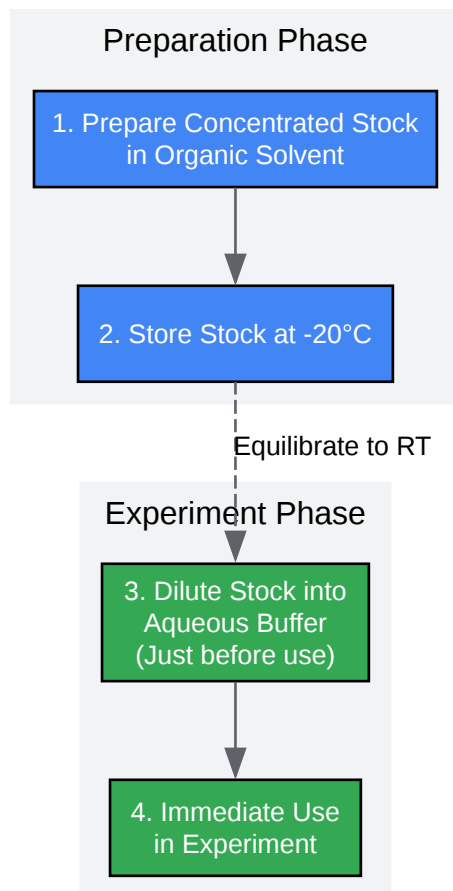 Preparation Phase
1. Prepare Concentrated Stock
in Organic Solvent
2. Store Stock at -20°C
Equilibrate to RT
Experiment Phase
3. Dilute Stock into
Aqueous Buffer
(Just before use)
4. Immediate Use
in Experiment